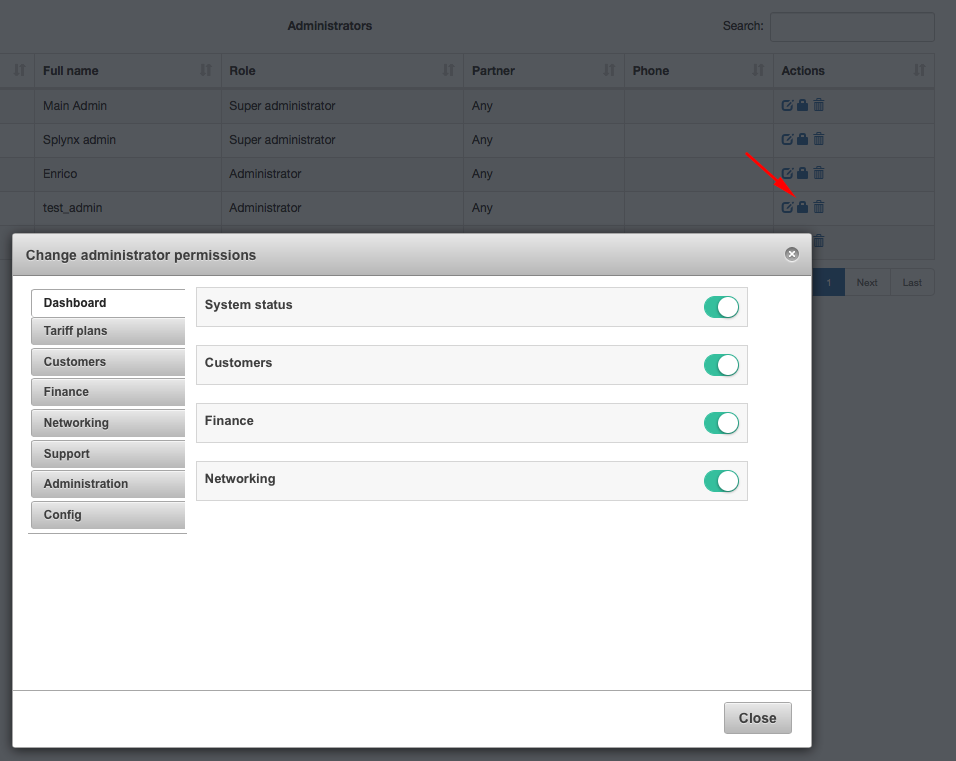 Administrators Search:
Full name Role Partner Phone Actions
Main Admin Super administrator Any
Splynx admin Super administrator Any
Enrico Administrator Any
test_admin Administrator Any
1 Next Last
Change administrator permissions
Dashboard
Tariff plans
Customers
Finance
Networking
Support
Administration
Config
System status
Customers
Finance
Networking
Close